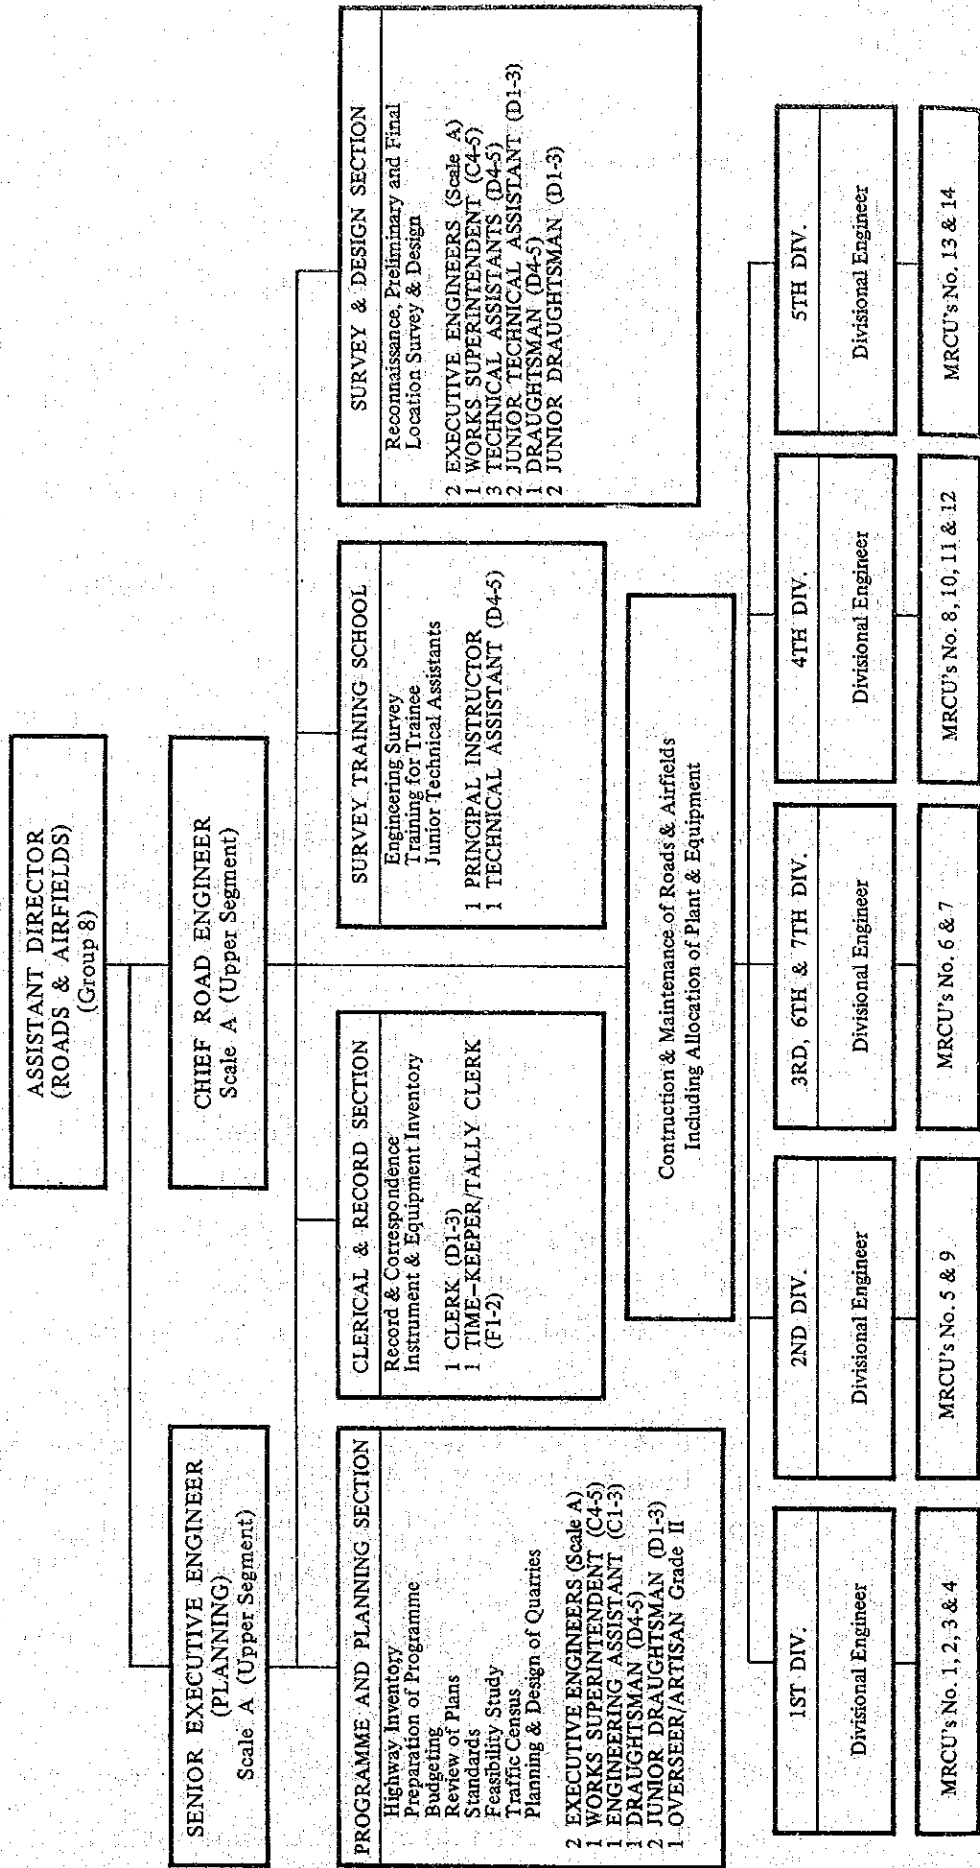 ASSISTANT DIRECTOR
(ROADS & AIRFIELDS)
(Group 8)
SENIOR EXECUTIVE ENGINEER
(PLANNING)
Scale A (Upper Segment)
CHIEF ROAD ENGINEER
Scale A (Upper Segment)
PROGRAMME AND PLANNING SECTION
Highway Inventory
Preparation of Programme
Budgeting
Review of Plans
Standards
Feasibility Study
Traffic Census
Planning & Design of Quarries
2 EXECUTIVE ENGINEERS (Scale A)
1 WORKS SUPERINTENDENT (C4-5)
1 ENGINEERING ASSISTANT (C1-3)
1 DRAUGHTSMAN (D4-5)
2 JUNIOR DRAUGHTSMAN (D1-3)
1 OVERSEER/ARTISAN Grade II
CLERICAL & RECORD SECTION
Record & Correspondence
Instrument & Equipment Inventory
1 CLERK (D1-3)
1 TIME-KEEPER/TALLY CLERK
(F1-2)
SURVEY TRAINING SCHOOL
Engineering Survey
Training for Trainee
Junior Technical Assistants
1 PRINCIPAL INSTRUCTOR
1 TECHNICAL ASSISTANT (D4-5)
SURVEY & DESIGN SECTION
Reconnaissance, Preliminary and Final
Location Survey & Design
2 EXECUTIVE ENGINEERS (Scale A)
1 WORKS SUPERINTENDENT (C4-5)
3 TECHNICAL ASSISTANTS (D4-5)
2 JUNIOR TECHNICAL ASSISTANT (D1-3)
1 DRAUGHTSMAN (D4-5)
2 JUNIOR DRAUGHTSMAN (D1-3)
Contruction & Maintenance of Roads & Airfields
Including Allocation of Plant & Equipment
1ST DIV.
Divisional Engineer
MRCU's No. 1, 2, 3 & 4
2ND DIV.
Divisional Engineer
MRCU's No. 5 & 9
3RD, 6TH & 7TH DIV.
Divisional Engineer
MRCU's No. 6 & 7
4TH DIV.
Divisional Engineer
MRCU's No. 8, 10, 11 & 12
5TH DIV.
Divisional Engineer
MRCU's No. 13 & 14